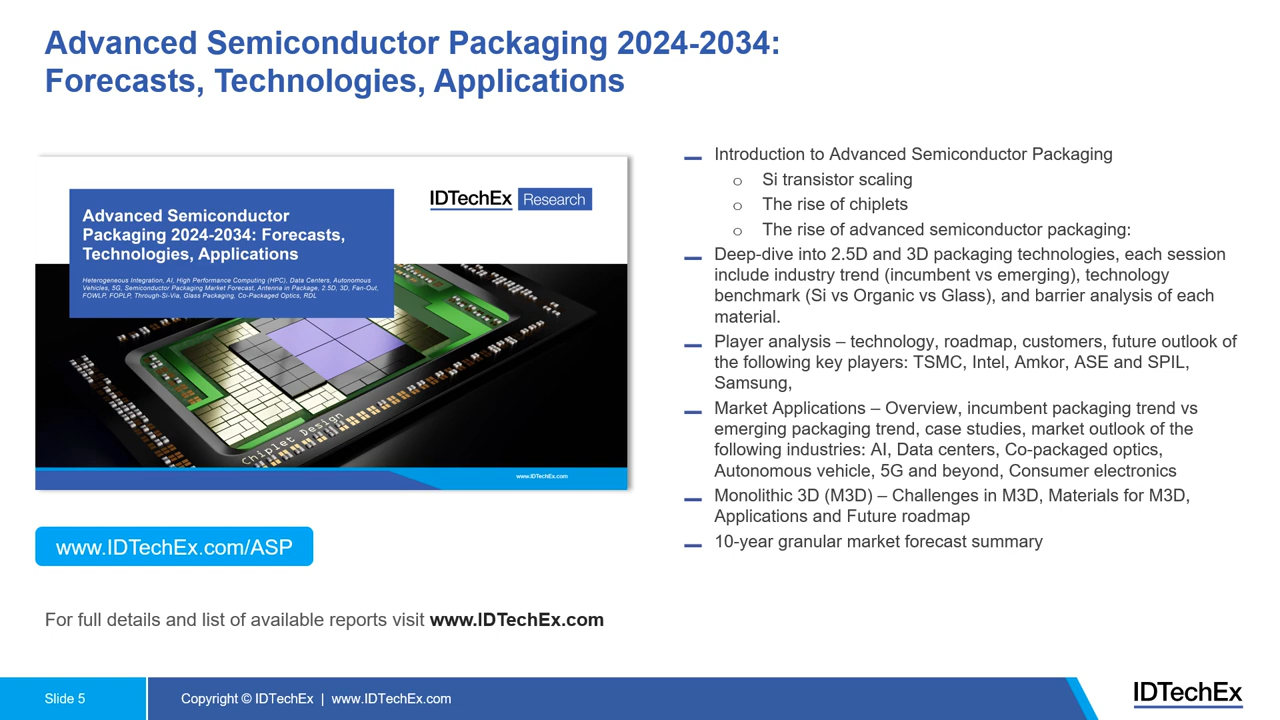 Advanced Semiconductor Packaging 2024-2034:
Forecasts, Technologies, Applications
IDTechEx Research
Advanced Semiconductor
Packaging 2024-2034: Forecasts,
Technologies, Applications
Heterogeneous Integration, AI, High Performance Computing (HPC), Data Centers, Autonomous
Vehicles, 5G, Semiconductor Packaging Market Forecast, Antenna in Package, 2.5D, 3D, Fan-Out,
FOWLP, FOPLP, Through-Si-Via, Glass Packaging, Co-Packaged Optics, RDL
Chiplet Design
www.IDTechEx.com
www.IDTechEx.com/ASP
For full details and list of available reports visit www.IDTechEx.com
Introduction to Advanced Semiconductor Packaging
o Si transistor scaling
o The rise of chiplets
o The rise of advanced semiconductor packaging:
Deep-dive into 2.5D and 3D packaging technologies, each session
include industry trend (incumbent vs emerging), technology
benchmark (Si vs Organic vs Glass), and barrier analysis of each
material.
Player analysis – technology, roadmap, customers, future outlook of
the following key players: TSMC, Intel, Amkor, ASE and SPIL,
Samsung,
Market Applications – Overview, incumbent packaging trend vs
emerging packaging trend, case studies, market outlook of the
following industries: AI, Data centers, Co-packaged optics,
Autonomous vehicle, 5G and beyond, Consumer electronics
Monolithic 3D (M3D) – Challenges in M3D, Materials for M3D,
Applications and Future roadmap
10-year granular market forecast summary
Slide 5
Copyright © IDTechEx | www.IDTechEx.com
IDTechEx